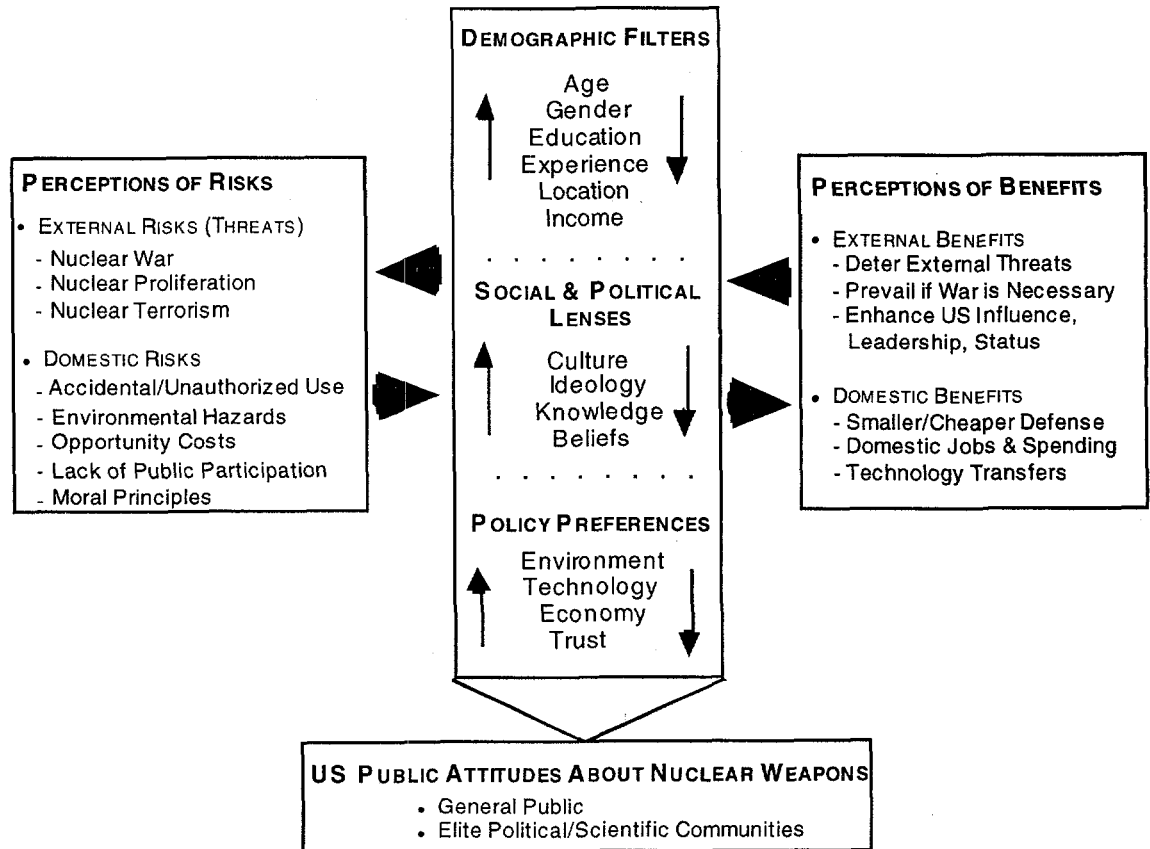 DEMOGRAPHIC FILTERS
Age
Gender
Education
Experience
Location
Income
SOCIAL & POLITICAL
LENSES
Culture
Ideology
Knowledge
Beliefs
POLICY PREFERENCES
Environment
Technology
Economy
Trust
PERCEPTIONS OF RISKS
• EXTERNAL RISKS (THREATS)
- Nuclear War
- Nuclear Proliferation
- Nuclear Terrorism
• DOMESTIC RISKS
- Accidental/Unauthorized Use
- Environmental Hazards
- Opportunity Costs
- Lack of Public Participation
- Moral Principles
PERCEPTIONS OF BENEFITS
• EXTERNAL BENEFITS
- Deter External Threats
- Prevail if War is Necessary
- Enhance US Influence,
Leadership, Status
• DOMESTIC BENEFITS
- Smaller/Cheaper Defense
- Domestic Jobs & Spending
- Technology Transfers
US PUBLIC ATTITUDES ABOUT NUCLEAR WEAPONS
• General Public
• Elite Political/Scientific Communities